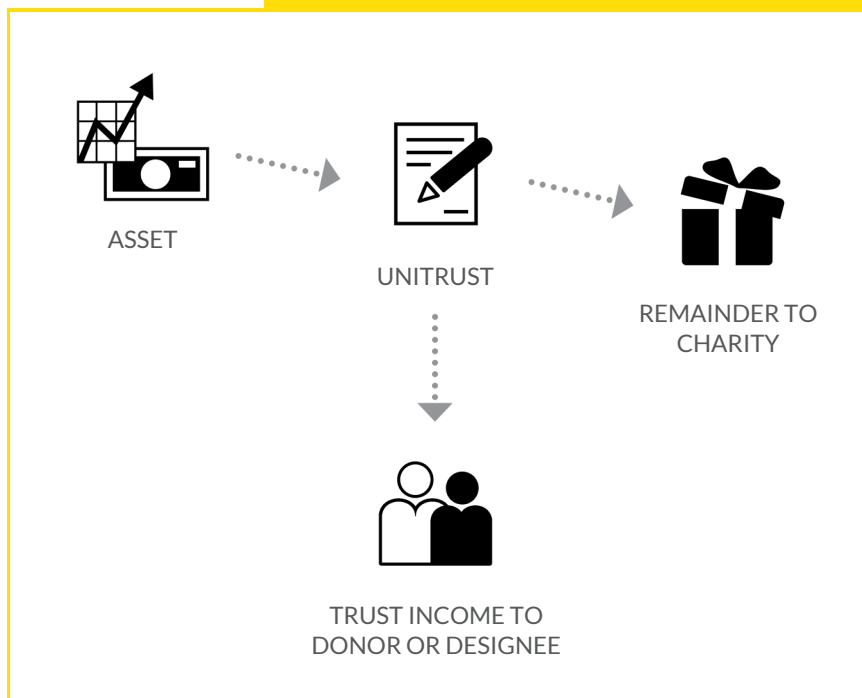 ASSET
UNITRUST
REMAINDER TO
CHARITY
TRUST INCOME TO
DONOR OR DESIGNEE